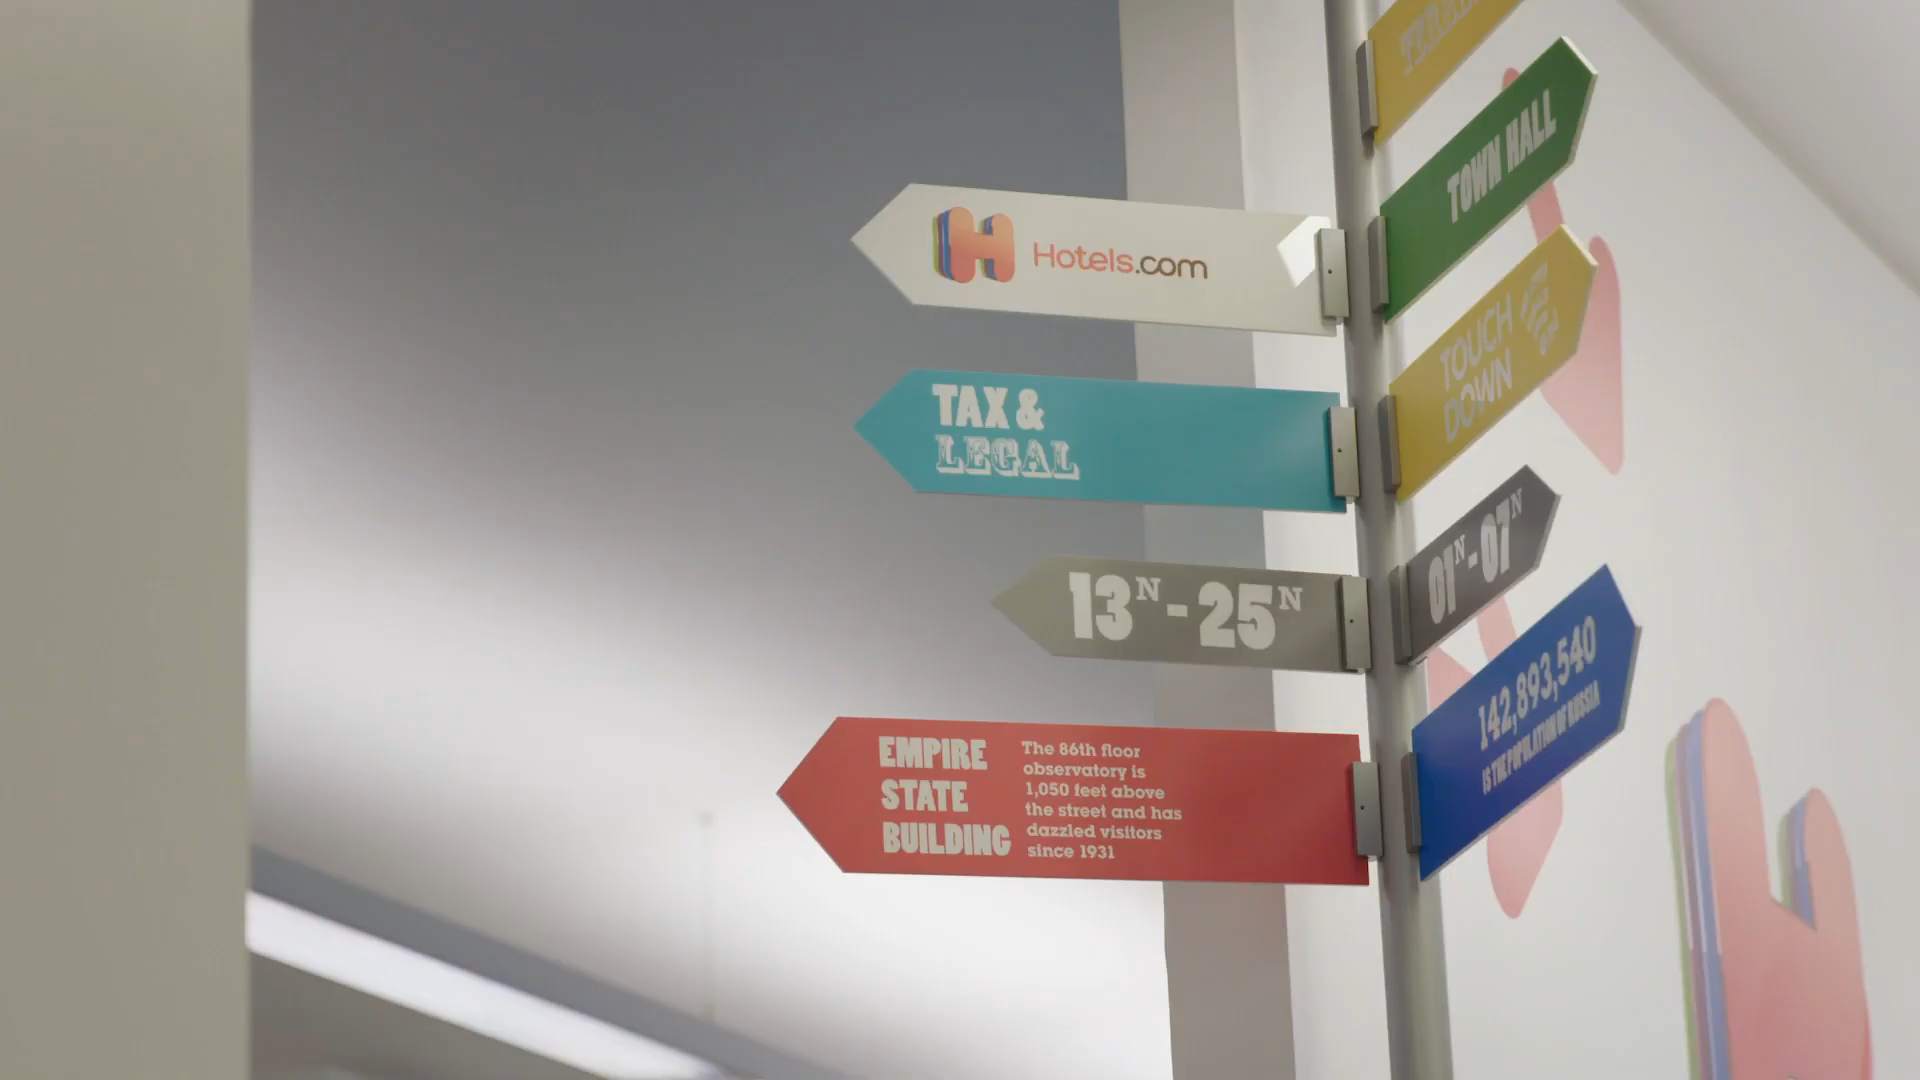 TOWN HALL
H Hotels.com
TOUCH
DOWN
TAX &
LEGAL
01N-07N
13N-25N
142,893,540
IS THE POPULATION OF RUSSIA
EMPIRE
STATE
BUILDING
The 86th floor
observatory is
1,050 feet above
the street and has
dazzled visitors
since 1931